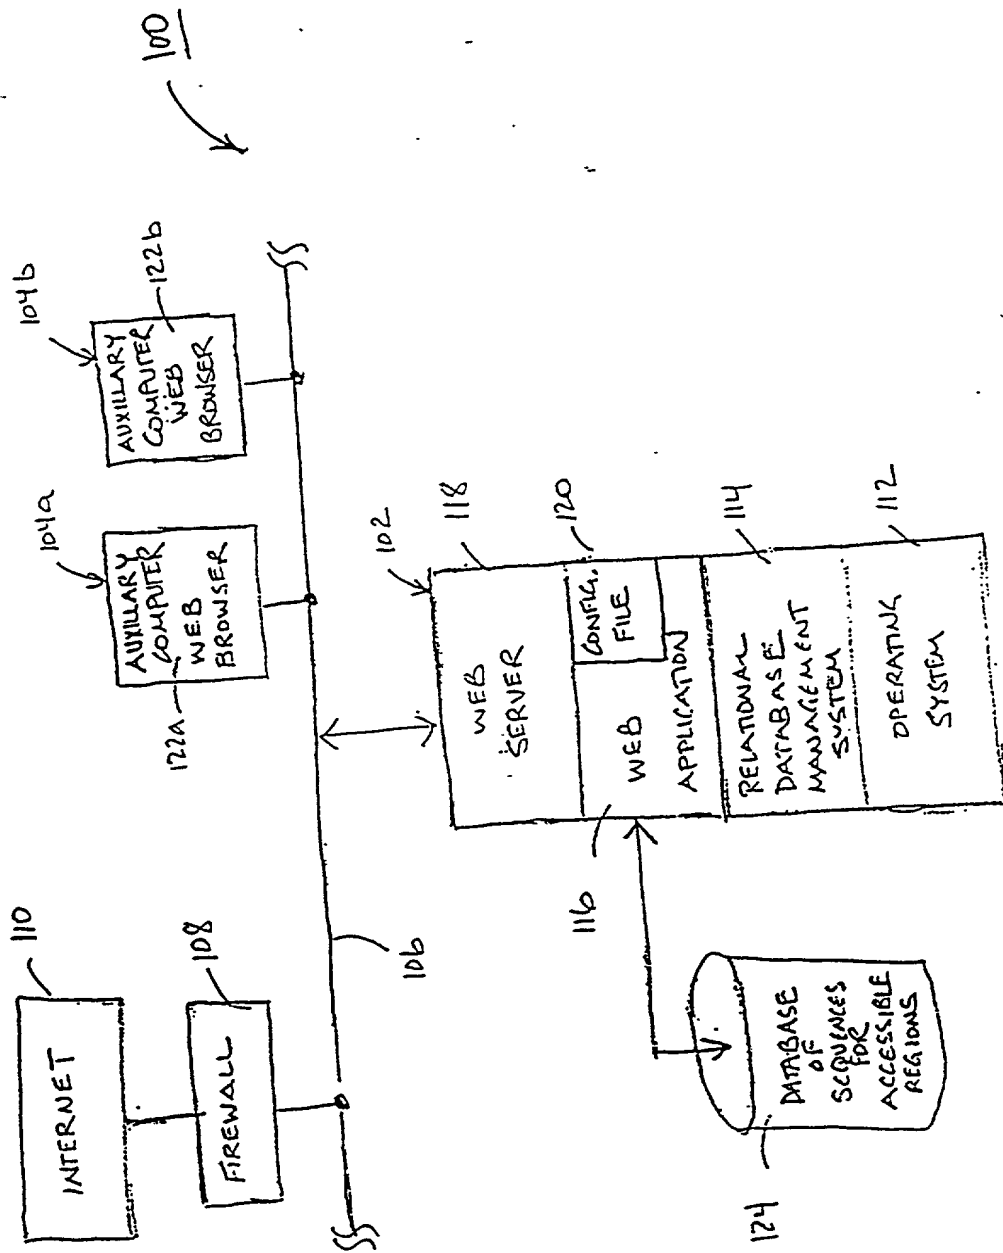 100
110
INTERNET
108
FIREWALL
106
104a
AUXILLARY
COMPUTER
WEB
BROWSER
122a
104b
AUXILLARY
COMPUTER
WEB
BROWSER
122b
102
WEB
SERVER
118
CONFIG.
FILE
120
WEB
APPLICATION
116
RELATIONAL
DATABASE
MANAGEMENT
SYSTEM
114
OPERATING
SYSTEM
112
DATABASE
OF
SEQUENCES
FOR
ACCESSIBLE
REGIONS
124